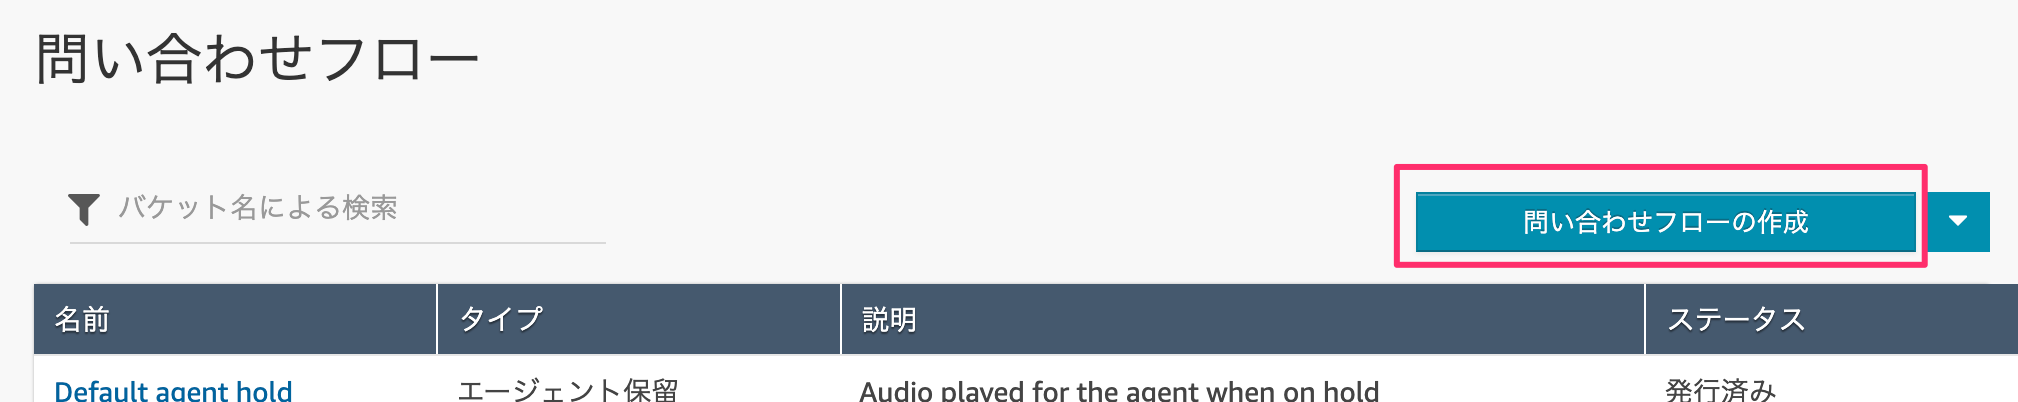 問い合わせフロー
バケット名による検索
問い合わせフローの作成
名前 タイプ 説明 ステータス
Default agent hold エージェント保留 Audio played for the agent when on hold 発行済み